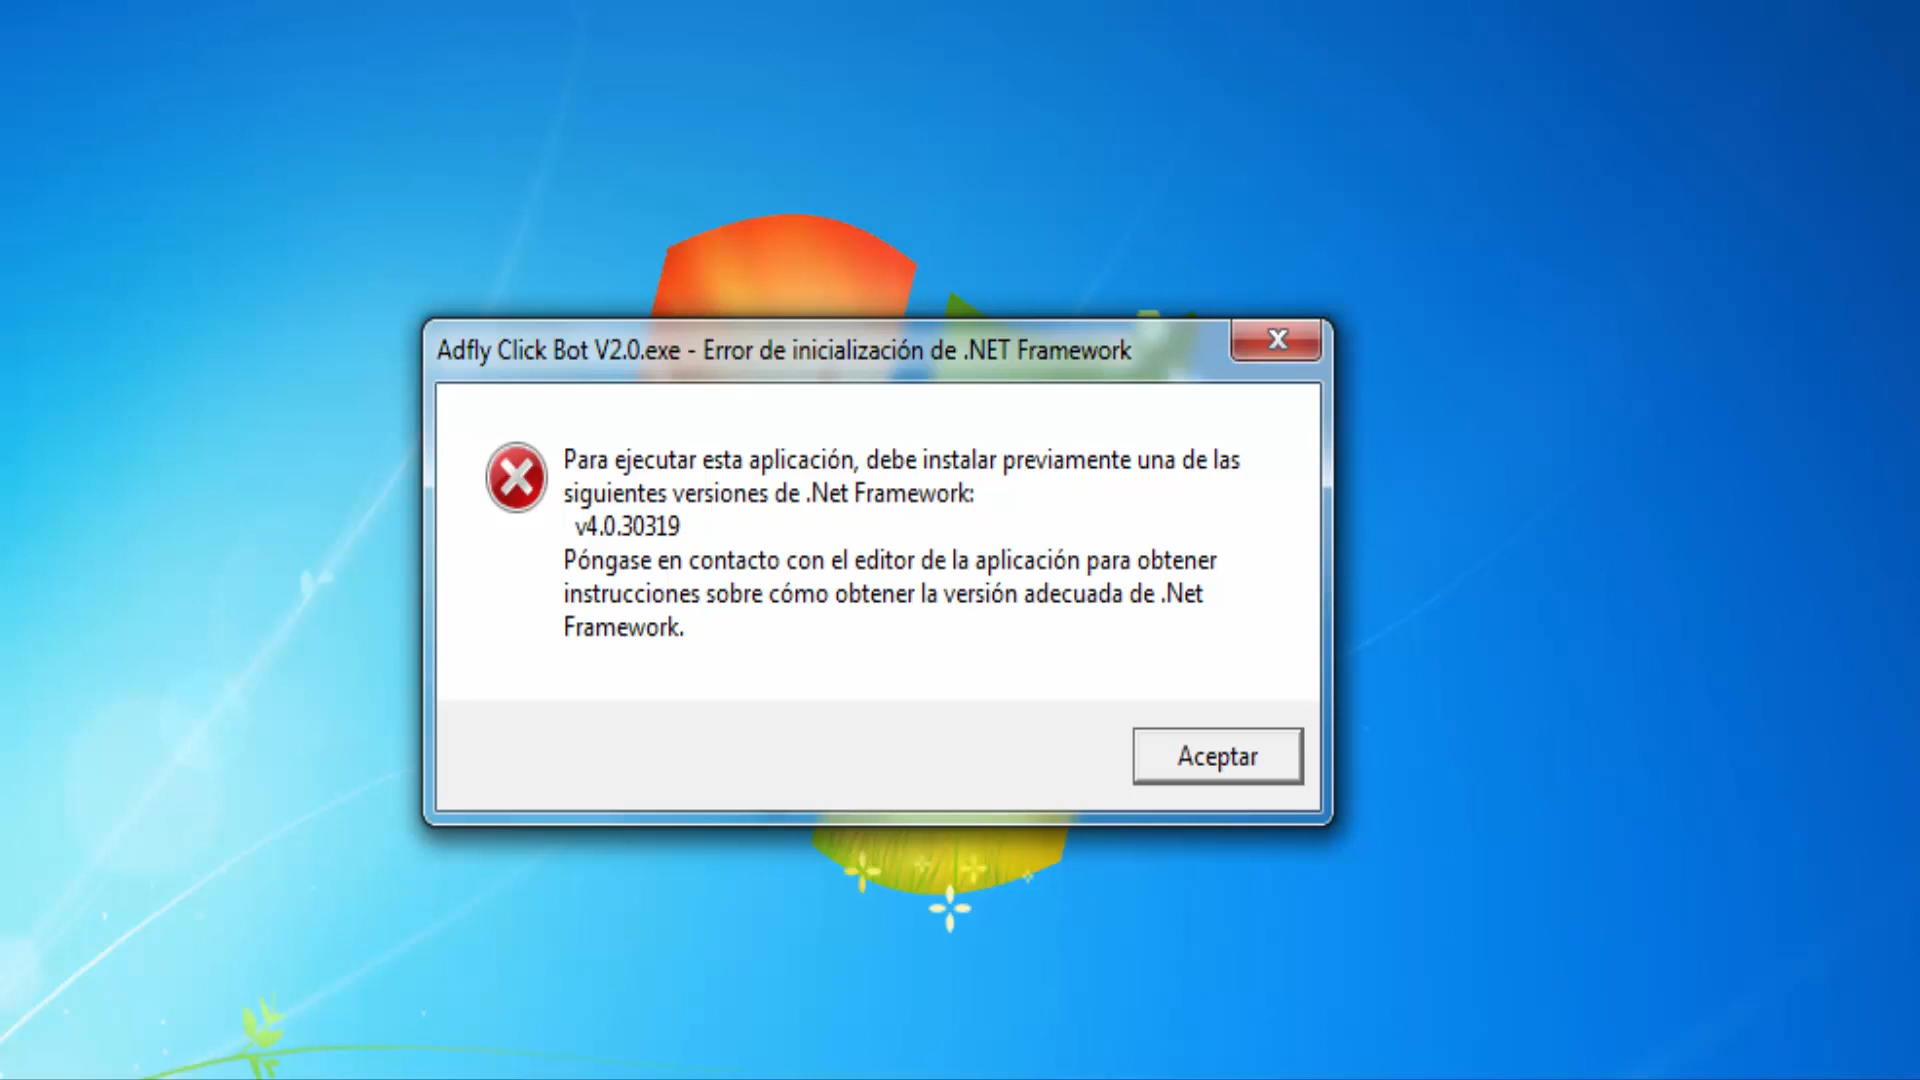 Adfly Click Bot V2.0.exe - Error de inicialización de .NET Framework
X
Para ejecutar esta aplicación, debe instalar previamente una de las
siguientes versiones de .Net Framework:
v4.0.30319
Póngase en contacto con el editor de la aplicación para obtener
instrucciones sobre cómo obtener la versión adecuada de .Net
Framework.
Aceptar